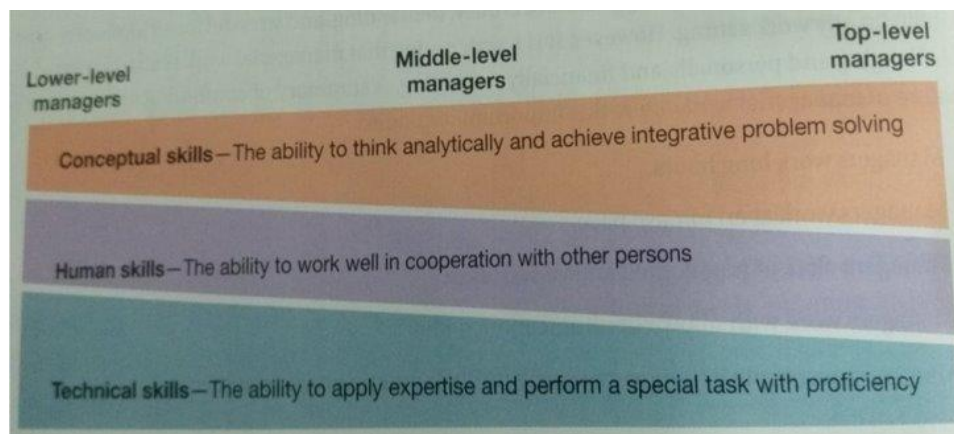 Lower-level
managers
Middle-level
managers
Top-level
managers
Conceptual skills—The ability to think analytically and achieve integrative problem solving
Human skills—The ability to work well in cooperation with other persons
Technical skills—The ability to apply expertise and perform a special task with proficiency